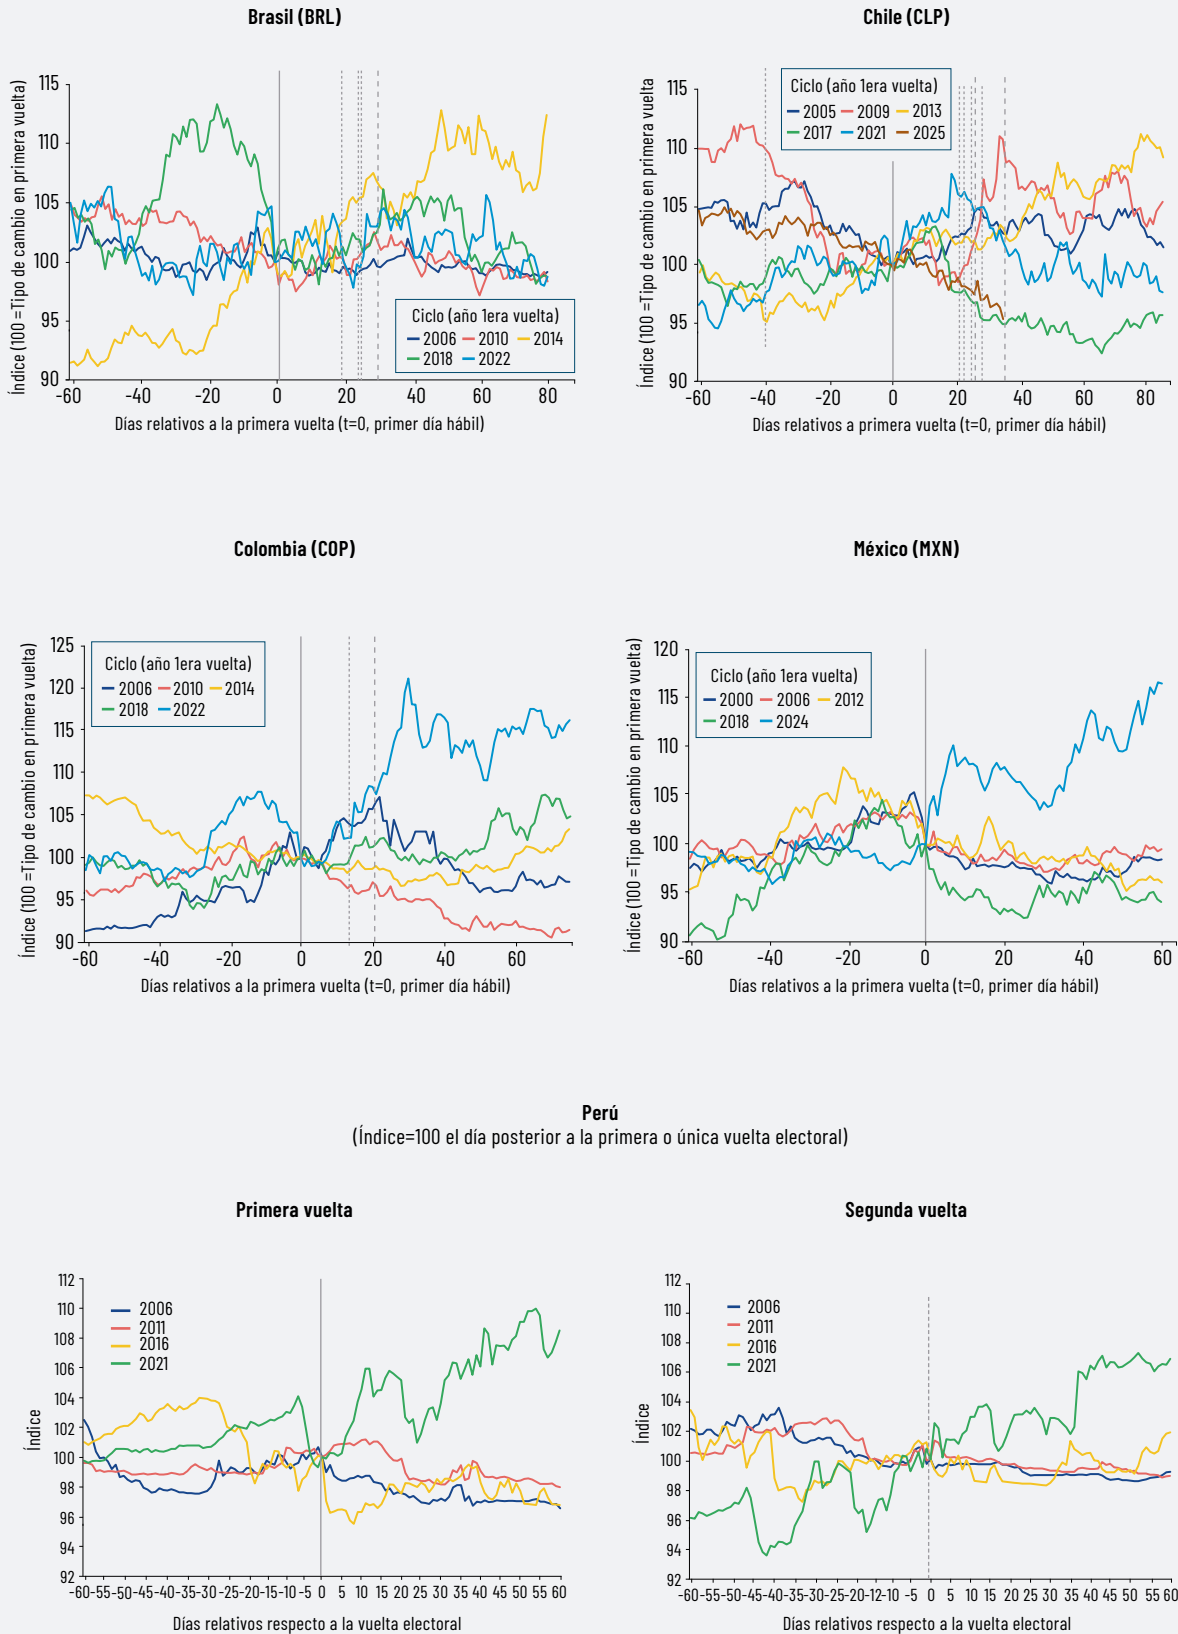 Brasil (BRL)
Índice (100 =Tipo de cambio en primera vuelta)
115
110
105
100
95
90
Ciclo (año 1era vuelta)
2006 2010 2014
2018 2022
-60 -40 -20 0 20 40 60 80
Días relativos a la primera vuelta (t=0, primer día hábil)
Chile (CLP)
Índice (100 =Tipo de cambio en primera vuelta
115
110
105
100
95
90
Ciclo (año 1era vuelta)
2005 2009 2013
2017 2021 2025
-60 -40 -20 0 20 40 60 80
Días relativos a primera vuelta (t=0, primer día hábil)
Colombia (COP)
Índice (100 =Tipo de cambio en primera vuelta)
125
120
115
110
105
100
95
90
Ciclo (año 1era vuelta)
2006 2010 2014
2018 2022
-60 -40 -20 0 20 40 60
Días relativos a la primera vuelta (t=0, primer día hábil)
México (MXN)
Índice (100 =Tipo de cambio en primera vuelta)
120
115
110
105
100
95
90
Ciclo (año 1era vuelta)
2000 2006 2012
2018 2024
-60 -40 -20 0 20 40 60
Días relativos a la primera vuelta (t=0, primer día hábil)
Perú
(Índice=100 el día posterior a la primera o única vuelta electoral)
Primera vuelta
Índice
112
110
108
106
104
102
100
98
96
94
92
2006
2011
2016
2021
-60-55-50-45-40-35-30-25-20-15-10-5 0 5 10 15 20 25 30 35 40 45 50 55 60
Días relativos respecto a la vuelta electoral
Segunda vuelta
Índice
112
110
108
106
104
102
100
98
96
94
92
2006
2011
2016
2021
-60-55-50-45-40-35-30-25-20-12-10 -5 0 5 10 15 20 25 30 35 40 45 50 55 60
Días relativos respecto a la vuelta electoral